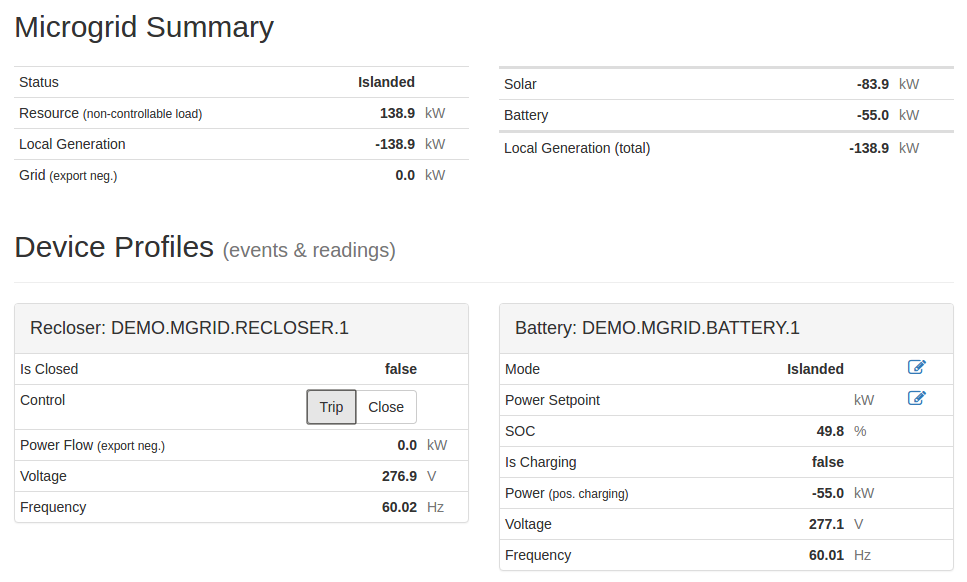 Microgrid Summary
Status Islanded
Resource (non-controllable load) 138.9 kW
Local Generation -138.9 kW
Grid (export neg.) 0.0 kW
Solar -83.9 kW
Battery -55.0 kW
Local Generation (total) -138.9 kW
Device Profiles (events & readings)
Recloser: DEMO.MGRID.RECLOSER.1
Is Closed false
Control Trip Close
Power Flow (export neg.) 0.0 kW
Voltage 276.9 V
Frequency 60.02 Hz
Battery: DEMO.MGRID.BATTERY.1
Mode Islanded
Power Setpoint kW
SOC 49.8 %
Is Charging false
Power (pos. charging) -55.0 kW
Voltage 277.1 V
Frequency 60.01 Hz